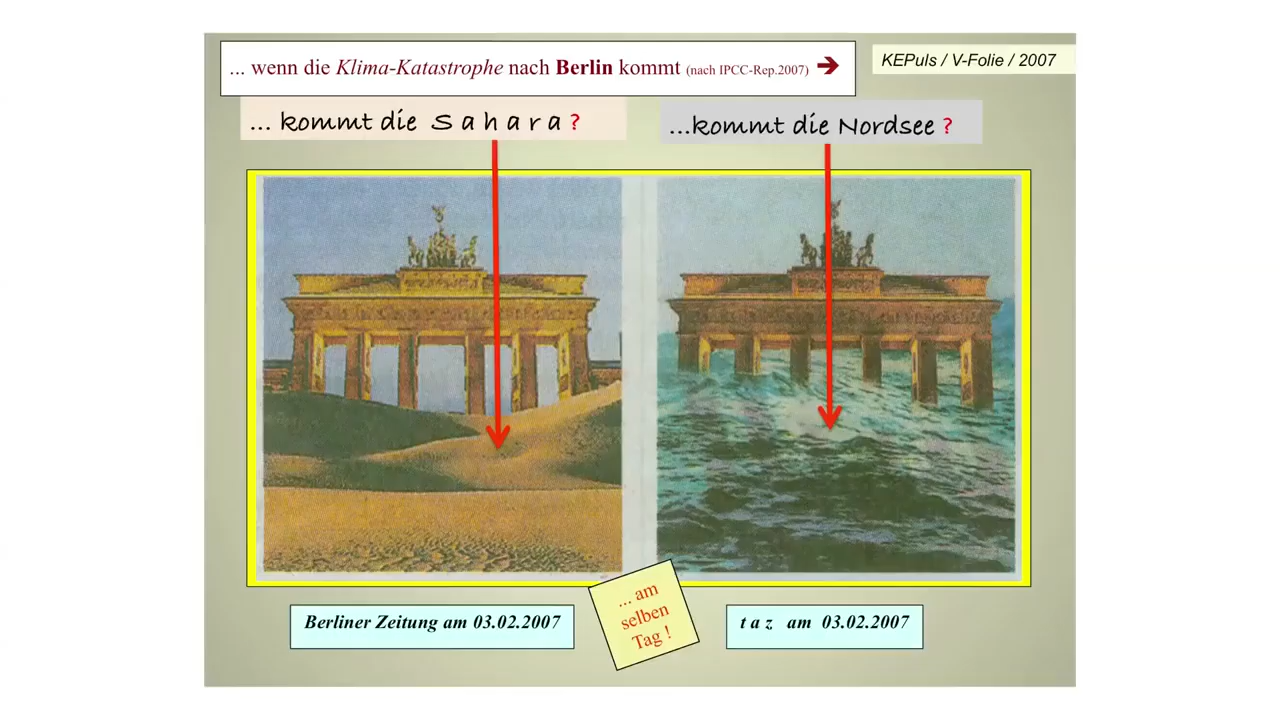 ... wenn die Klima-Katastrophe nach Berlin kommt (nach IPCC-Rep.2007) ➔
KEPuls / V-Folie / 2007
... kommt die S a h a r a ?
...kommt die Nordsee ?
... am
selben
Tag !
Berliner Zeitung am 03.02.2007
t a z am 03.02.2007